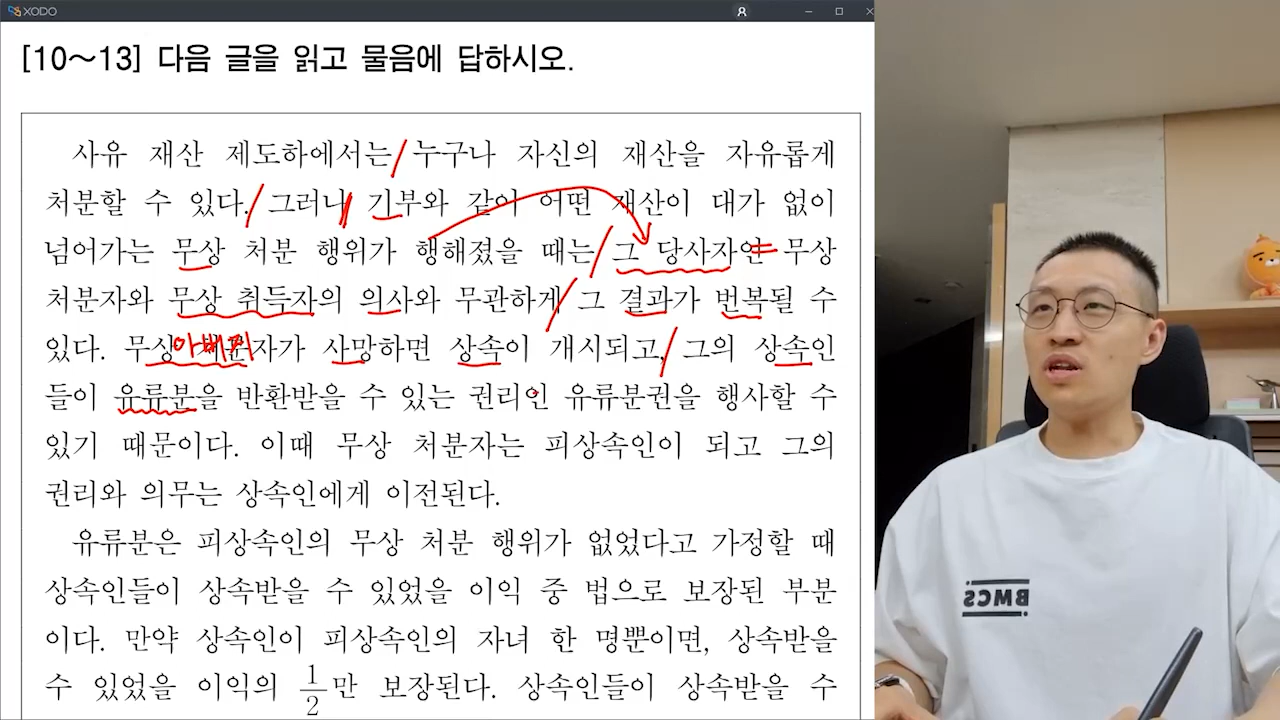 XODO
[10～13] 다음 글을 읽고 물음에 답하시오.
사유 재산 제도하에서는 누구나 자신의 재산을 자유롭게
처분할 수 있다. 그러나 기부와 같이 어떤 재산이 대가 없이
넘어가는 무상 처분 행위가 행해졌을 때는 그 당사자인 무상
처분자와 무상 취득자의 의사와 무관하게 그 결과가 번복될 수
있다. 무상 처분자가 사망하면 상속이 개시되고, 그의 상속인
아버지
들이 유류분을 반환받을 수 있는 권리인 유류분권을 행사할 수
있기 때문이다. 이때 무상 처분자는 피상속인이 되고 그의
권리와 의무는 상속인에게 이전된다.
유류분은 피상속인의 무상 처분 행위가 없었다고 가정할 때
상속인들이 상속받을 수 있었을 이익 중 법으로 보장된 부분
이다. 만약 상속인이 피상속인의 자녀 한 명뿐이면, 상속받을
수 있었을 이익의 1/2만 보장된다. 상속인들이 상속받을 수
BMCS